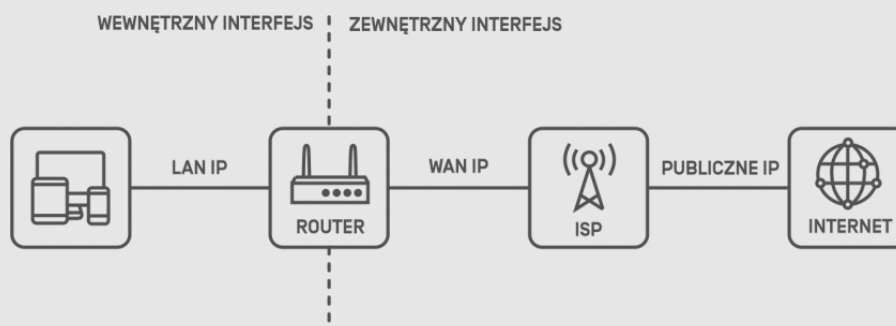 WEWNĘTRZNY INTERFEJS
ZEWNĘTRZNY INTERFEJS
LAN IP
WAN IP
PUBLICZNE IP
ROUTER
ISP
INTERNET